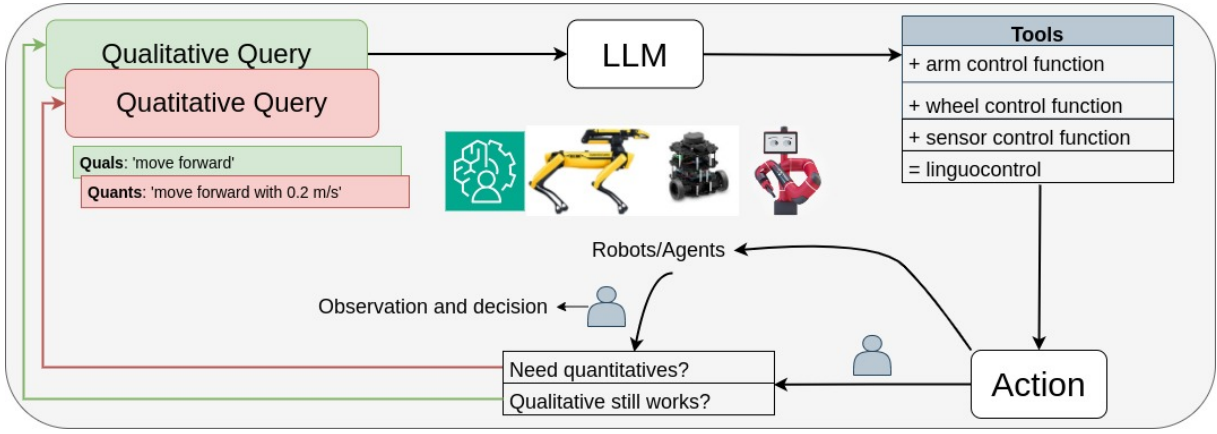 Qualitative Query
Quatitative Query
Quals: 'move forward'
Quants: 'move forward with 0.2 m/s'
LLM
Tools
+ arm control function
+ wheel control function
+ sensor control function
= linguocontrol
Robots/Agents
Observation and decision
Need quantitatives?
Qualitative still works?
Action